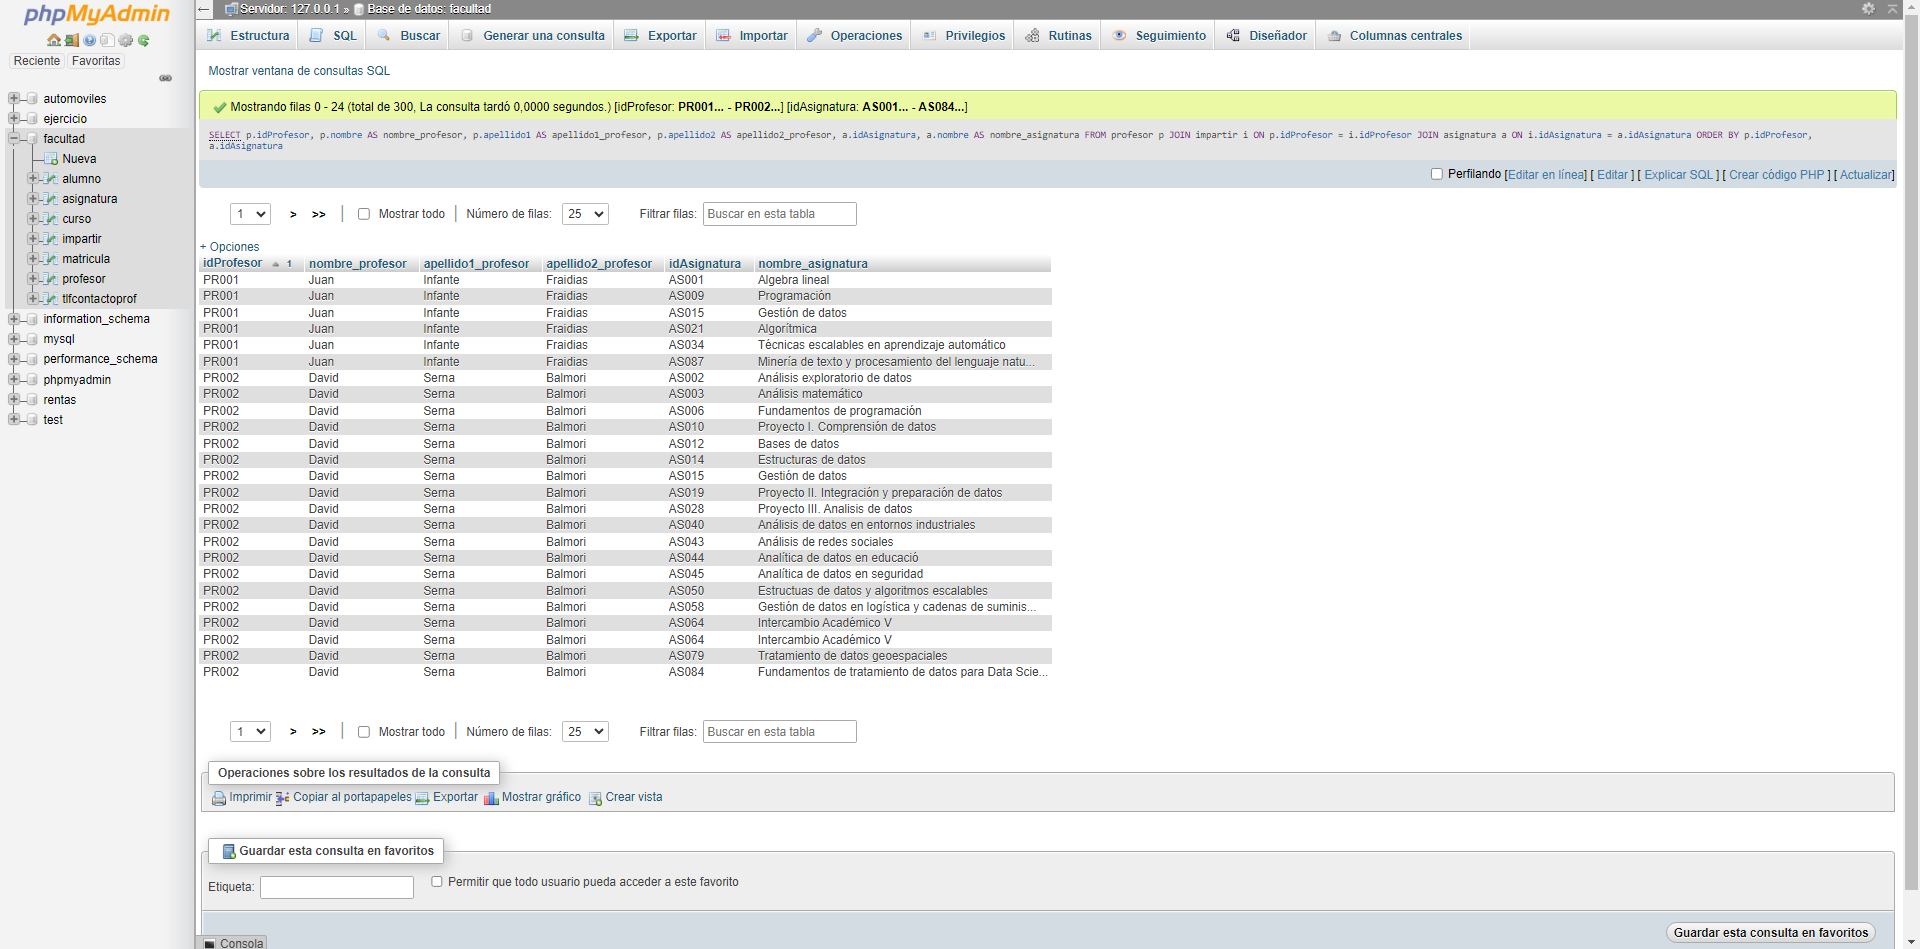 phpMyAdmin
Reciente Favoritas
automoviles
ejercicio
facultad
Nueva
alumno
asignatura
curso
impartir
matricula
profesor
tlfcontactoprof
information_schema
mysql
performance_schema
phpmyadmin
rentas
test
Servidor: 127.0.0.1 » Base de datos: facultad
Estructura SQL Buscar Generar una consulta Exportar Importar Operaciones Privilegios Rutinas Seguimiento Diseñador Columnas centrales
Mostrar ventana de consultas SQL
Mostrando filas 0 - 24 (total de 300, La consulta tardó 0,0000 segundos.) [idProfesor: PR001... - PR002...] [idAsignatura: AS001... - AS084...]
SELECT p.idProfesor, p.nombre AS nombre_profesor, p.apellido1 AS apellido1_profesor, p.apellido2 AS apellido2_profesor, a.idAsignatura, a.nombre AS nombre_asignatura FROM profesor p JOIN impartir i ON p.idProfesor = i.idProfesor JOIN asignatura a ON i.idAsignatura = a.idAsignatura ORDER BY p.idProfesor,
a.idAsignatura
Perfilando [Editar en línea] [ Editar ] [ Explicar SQL ] [ Crear código PHP ] [ Actualizar]
1 > >> Mostrar todo Número de filas: 25 Filtrar filas: Buscar en esta tabla
+ Opciones
idProfesor 1 nombre_profesor apellido1_profesor apellido2_profesor idAsignatura nombre_asignatura
PR001 Juan Infante Fraidias AS001 Algebra lineal
PR001 Juan Infante Fraidias AS009 Programación
PR001 Juan Infante Fraidias AS015 Gestión de datos
PR001 Juan Infante Fraidias AS021 Algorítmica
PR001 Juan Infante Fraidias AS034 Técnicas escalables en aprendizaje automático
PR001 Juan Infante Fraidias AS087 Minería de texto y procesamiento del lenguaje natu...
PR002 David Serna Balmori AS002 Análisis exploratorio de datos
PR002 David Serna Balmori AS003 Análisis matemático
PR002 David Serna Balmori AS006 Fundamentos de programación
PR002 David Serna Balmori AS010 Proyecto I. Comprensión de datos
PR002 David Serna Balmori AS012 Bases de datos
PR002 David Serna Balmori AS014 Estructuras de datos
PR002 David Serna Balmori AS015 Gestión de datos
PR002 David Serna Balmori AS019 Proyecto II. Integración y preparación de datos
PR002 David Serna Balmori AS028 Proyecto III. Analisis de datos
PR002 David Serna Balmori AS040 Análisis de datos en entornos industriales
PR002 David Serna Balmori AS043 Análisis de redes sociales
PR002 David Serna Balmori AS044 Analítica de datos en educació
PR002 David Serna Balmori AS045 Analítica de datos en seguridad
PR002 David Serna Balmori AS050 Estructuas de datos y algoritmos escalables
PR002 David Serna Balmori AS058 Gestión de datos en logística y cadenas de suminis...
PR002 David Serna Balmori AS064 Intercambio Académico V
PR002 David Serna Balmori AS064 Intercambio Académico V
PR002 David Serna Balmori AS079 Tratamiento de datos geoespaciales
PR002 David Serna Balmori AS084 Fundamentos de tratamiento de datos para Data Scie...
1 > >> Mostrar todo Número de filas: 25 Filtrar filas: Buscar en esta tabla
Operaciones sobre los resultados de la consulta
Imprimir Copiar al portapapeles Exportar Mostrar gráfico Crear vista
Guardar esta consulta en favoritos
Etiqueta: Permitir que todo usuario pueda acceder a este favorito
Guardar esta consulta en favoritos
Consola